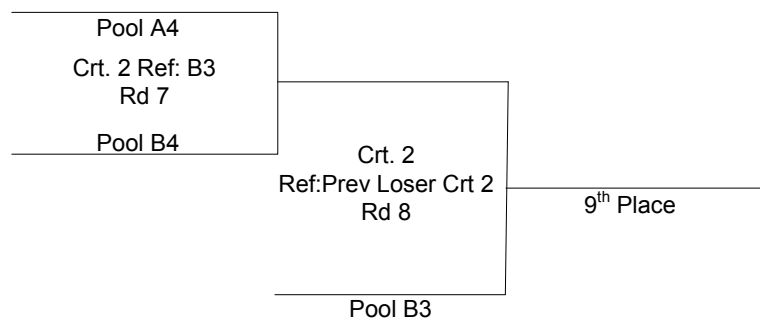 Pool A4
Crt. 2 Ref: B3
Rd 7
Pool B4
Crt. 2
Ref:Prev Loser Crt 2
Rd 8
9th Place
Pool B3